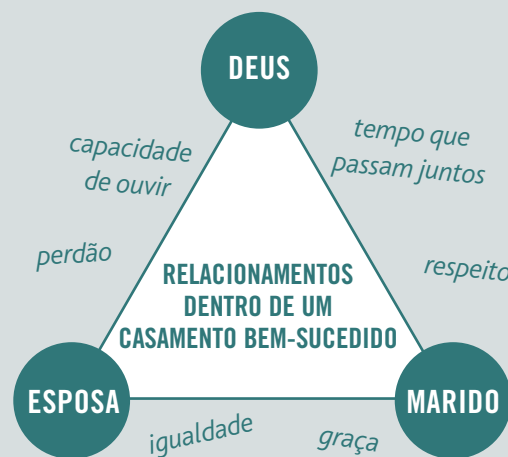 DEUS
capacidade
de ouvir
tempo que
passam juntos
perdão
respeito
RELACIONAMENTOS
DENTRO DE UM
CASAMENTO BEM-SUCEDIDO
ESPOSA
MARIDO
igualdade
graça